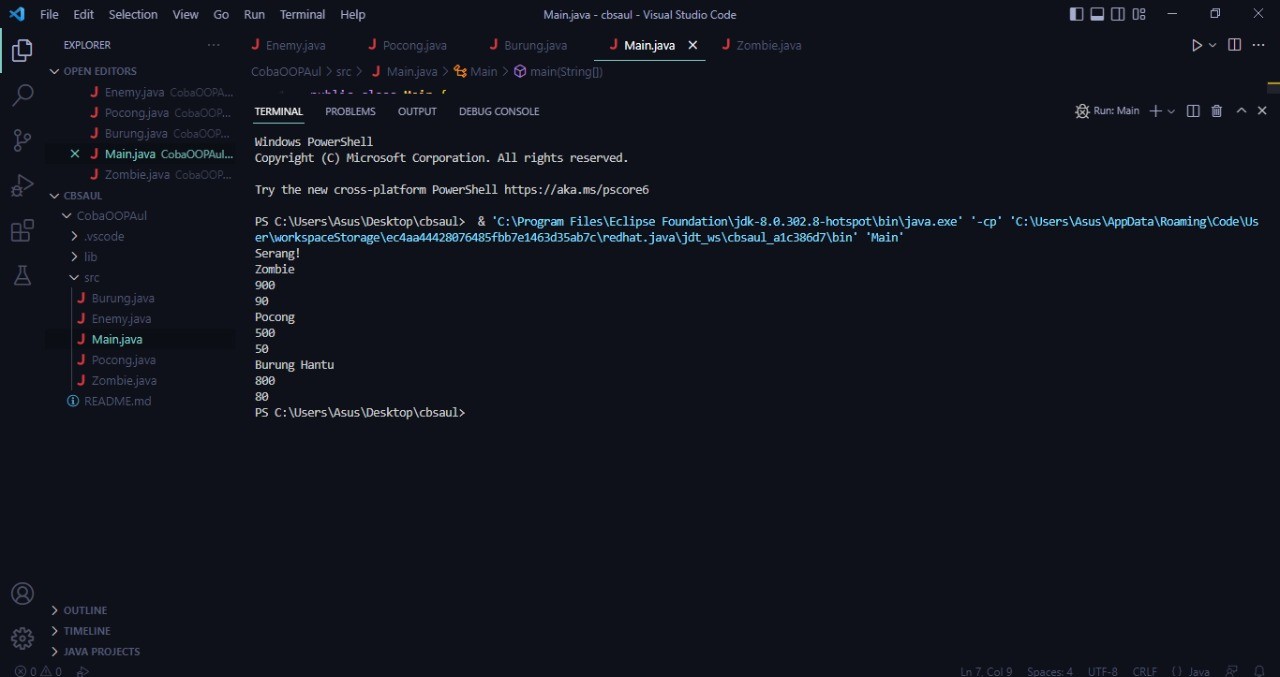 File Edit Selection View Go Run Terminal Help
Main.java - cbsaul - Visual Studio Code
EXPLORER
OPEN EDITORS
Enemy.java CobaOOPA...
Pocong.java CobaOOP...
Burung.java CobaOOP...
Main.java CobaOOPAul...
Zombie.java CobaOOP...
CBSAUL
CobaOOPAul
.vscode
lib
src
Burung.java
Enemy.java
Main.java
Pocong.java
Zombie.java
README.md
OUTLINE
TIMELINE
JAVA PROJECTS
Enemy.java Pocong.java Burung.java Main.java Zombie.java
CobaOOPAul > src > Main.java > Main > main(String[])
public class Main {
TERMINAL PROBLEMS OUTPUT DEBUG CONSOLE
Run: Main
Windows PowerShell
Copyright (C) Microsoft Corporation. All rights reserved.
Try the new cross-platform PowerShell https://aka.ms/pscore6
PS C:\Users\Asus\Desktop\cbsaul> & 'C:\Program Files\Eclipse Foundation\jdk-8.0.302.8-hotspot\bin\java.exe' '-cp' 'C:\Users\Asus\AppData\Roaming\Code\Us
er\workspaceStorage\ec4aa44428076485fbb7e1463d35ab7c\redhat.java\jdt_ws\cbsaul_a1c386d7\bin' 'Main'
Serang!
Zombie
900
90
Pocong
500
50
Burung Hantu
800
80
PS C:\Users\Asus\Desktop\cbsaul>
0 0
Ln 7, Col 9 Spaces: 4 UTF-8 CRLF {} Java